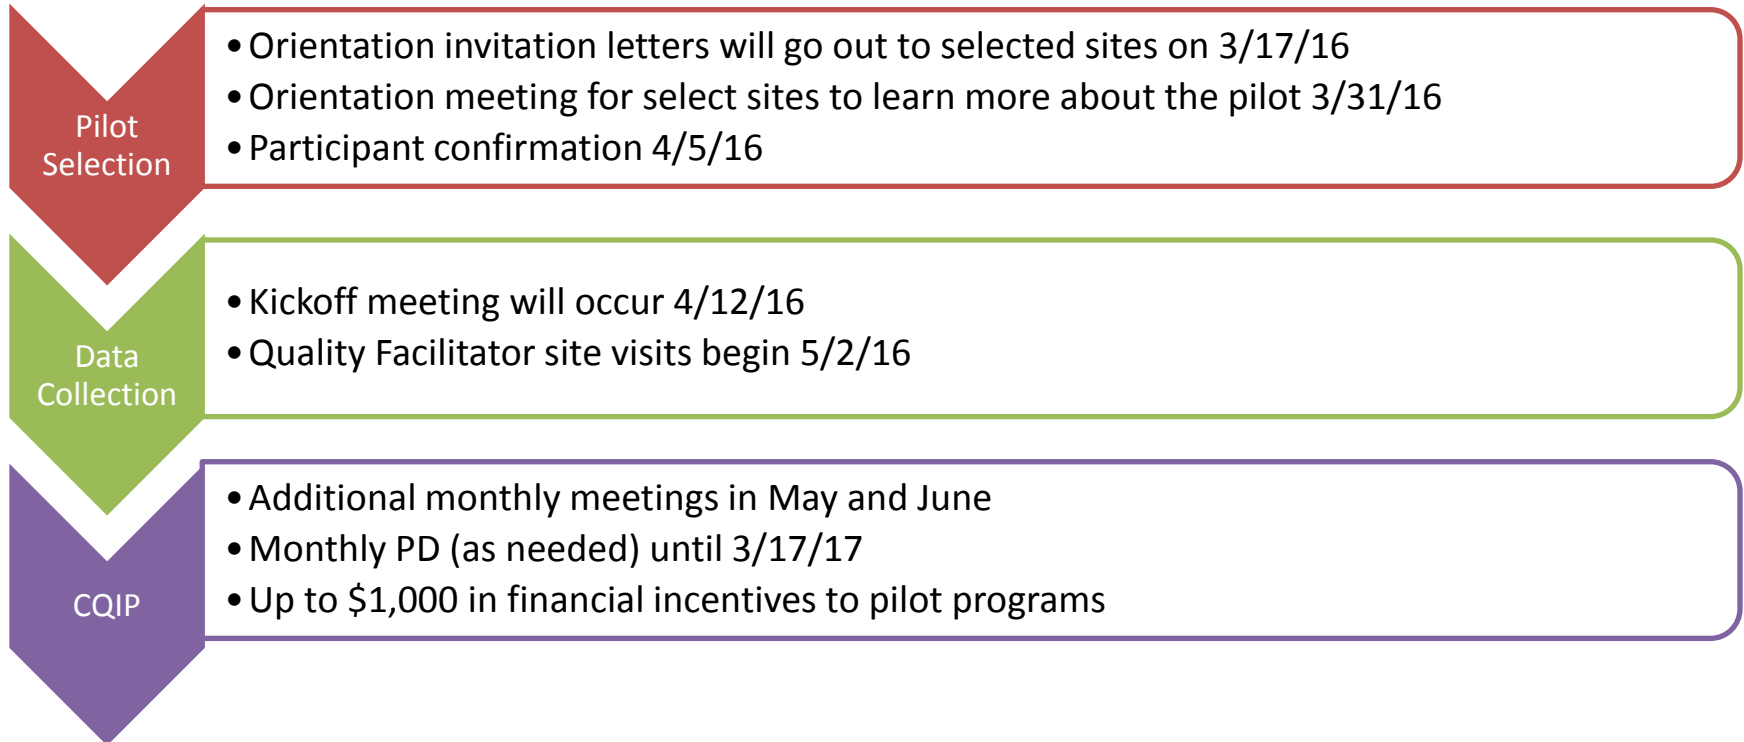 Pilot
Selection
•Orientation invitation letters will go out to selected sites on 3/17/16
•Orientation meeting for select sites to learn more about the pilot 3/31/16
•Participant confirmation 4/5/16
Data
Collection
•Kickoff meeting will occur 4/12/16
•Quality Facilitator site visits begin 5/2/16
CQIP
•Additional monthly meetings in May and June
•Monthly PD (as needed) until 3/17/17
•Up to $1,000 in financial incentives to pilot programs